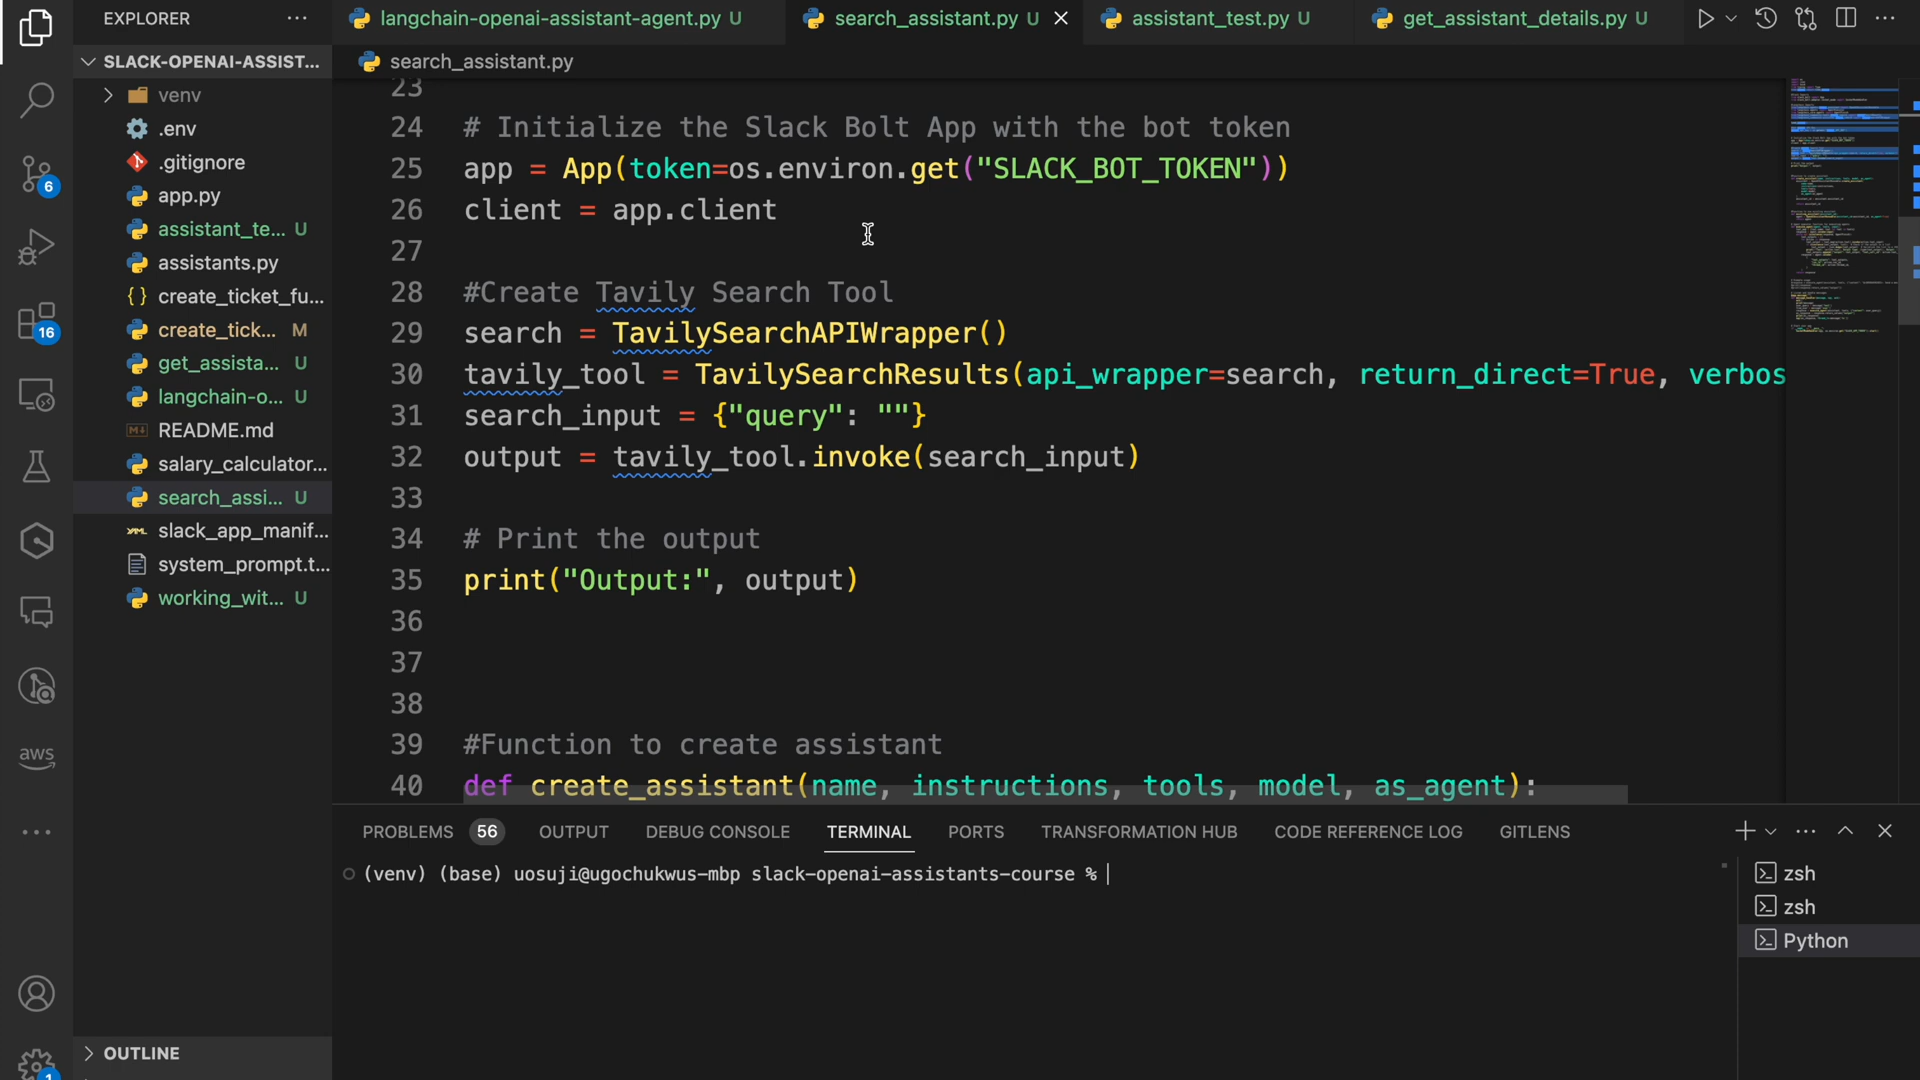 EXPLORER
SLACK-OPENAI-ASSIST...
venv
.env
.gitignore
app.py
assistant_te... U
assistants.py
{} create_ticket_fu...
create_tick... M
get_assista... U
langchain-o... U
README.md
salary_calculator...
search_assi... U
slack_app_manif...
system_prompt.t...
working_wit... U
OUTLINE
6
16
aws
1
langchain-openai-assistant-agent.py U
search_assistant.py U
assistant_test.py U
get_assistant_details.py U
search_assistant.py
23
24 # Initialize the Slack Bolt App with the bot token
25 app = App(token=os.environ.get("SLACK_BOT_TOKEN"))
26 client = app.client
27
28 #Create Tavily Search Tool
29 search = TavilySearchAPIWrapper()
30 tavily_tool = TavilySearchResults(api_wrapper=search, return_direct=True, verbos
31 search_input = {"query": ""}
32 output = tavily_tool.invoke(search_input)
33
34 # Print the output
35 print("Output:", output)
36
37
38
39 #Function to create assistant
40 def create_assistant(name, instructions, tools, model, as_agent):
PROBLEMS 56 OUTPUT DEBUG CONSOLE TERMINAL PORTS TRANSFORMATION HUB CODE REFERENCE LOG GITLENS
(venv) (base) uosuji@ugochukwus-mbp slack-openai-assistants-course %
zsh
zsh
Python